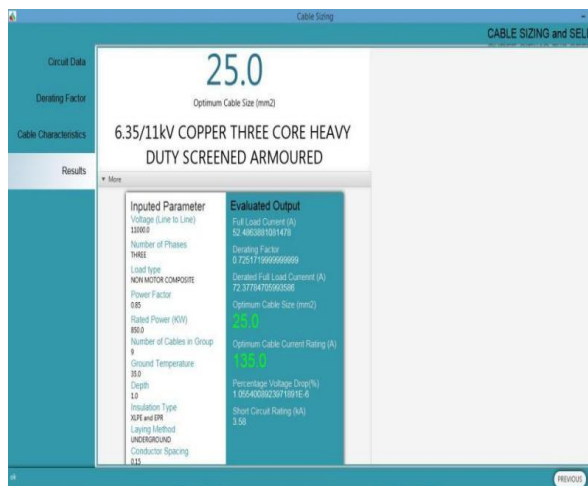 Cable Sizing
CABLE SIZING and SELE
Circuit Data
Derating Factor
Cable Characteristics
Results
25.0
Optimum Cable Size (mm2)
6.35/11kV COPPER THREE CORE HEAVY
DUTY SCREENED ARMOURED
More
Inputed Parameter
Voltage (Line to Line)
11000.0
Number of Phases
THREE
Load type
NON MOTOR COMPOSITE
Power Factor
0.85
Rated Power (KW)
850.0
Number of Cables in Group
9
Ground Temperature
35.0
Depth
1.0
Insulation Type
XLPE and EPR
Laying Method
UNDERGROUND
Conductor Spacing
0.15
Evaluated Output
Full Load Current (A)
52.4863881081478
Derating Factor
0.7251719999999999
Derated Full Load Currennt (A)
72.37784705993586
Optimum Cable Size (mm2)
25.0
Optimum Cable Current Rating (A)
135.0
Percentage Voltage Drop(%)
1.0554008923971891E-6
Short Circuit Rating (kA)
3.58
ok
PREVIOUS